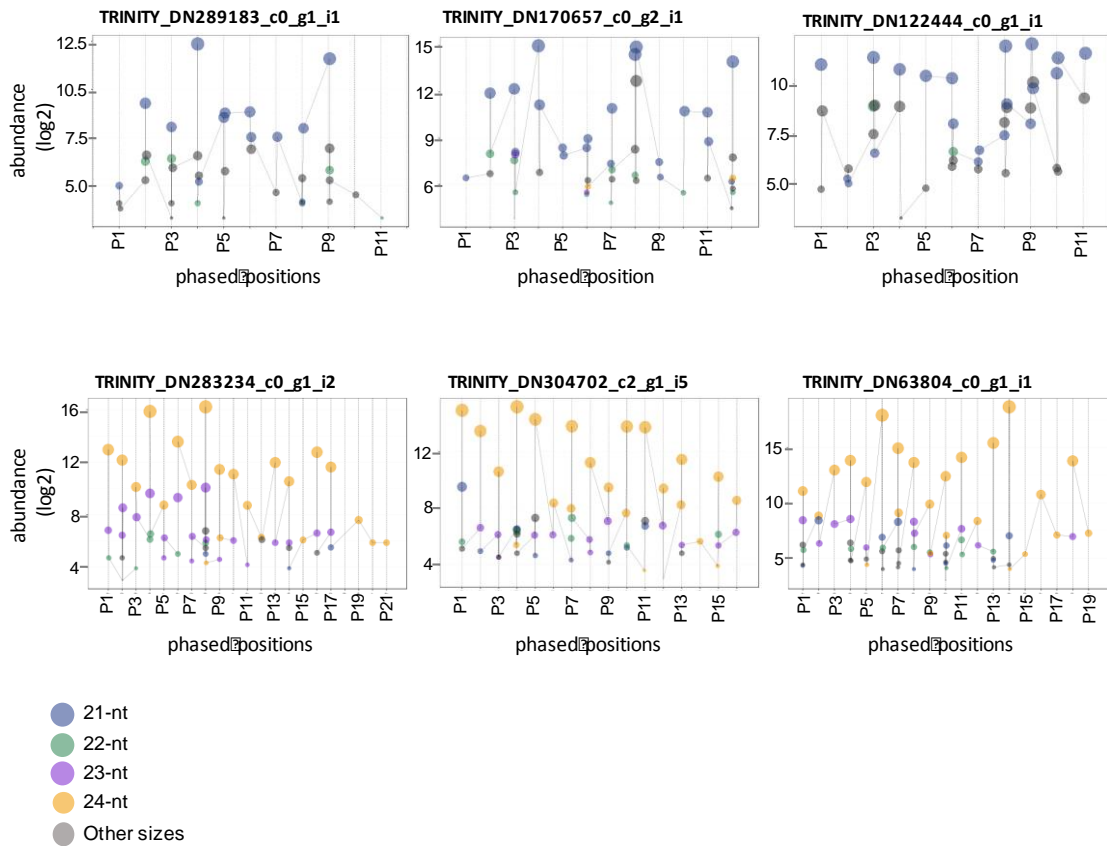 TRINITY_DN289183_c0_g1_i1
TRINITY_DN170657_c0_g2_i1
TRINITY_DN122444_c0_g1_i1
abundance
(log2)
12.5
10.5
7.5
5.0
P1
P3
P5
P7
P9
P11
phased positions
15
12
9
6
P1
P3
P5
P7
P9
P11
phased position
10
7.5
5.0
P1
P3
P5
P7
P9
P11
phased position
TRINITY_DN283234_c0_g1_i2
TRINITY_DN304702_c2_g1_i5
TRINITY_DN63804_c0_g1_i1
abundance
(log2)
16
12
8
4
P1
P3
P5
P7
P9
P11
P13
P15
P17
P19
P21
phased positions
12
8
4
P1
P3
P5
P7
P9
P11
P13
P15
phased positions
15
10
5
P1
P3
P5
P7
P9
P11
P13
P15
P17
P19
phased positions
21-nt
22-nt
23-nt
24-nt
Other sizes